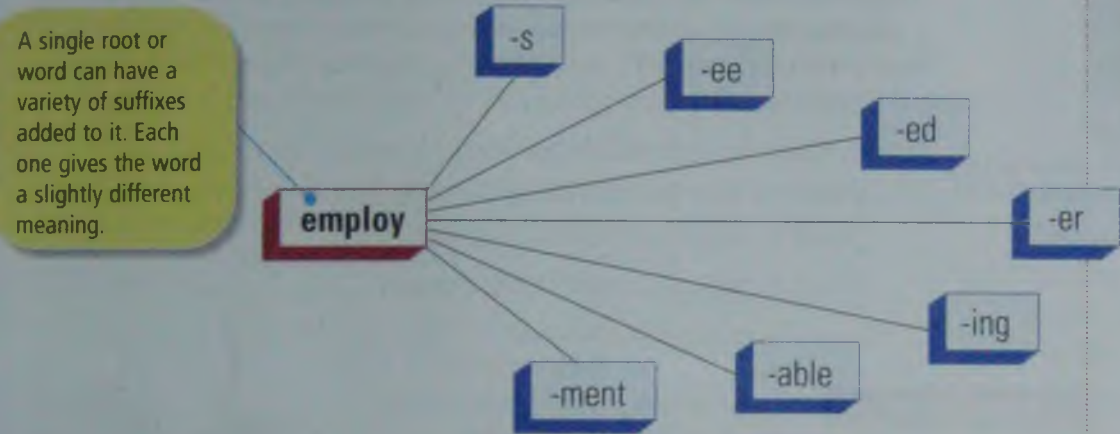 A single root or
word can have a
variety of suffixes
added to it. Each
one gives the word
a slightly different
meaning.
employ
-s
-ee
-ed
-er
-ing
-able
-ment